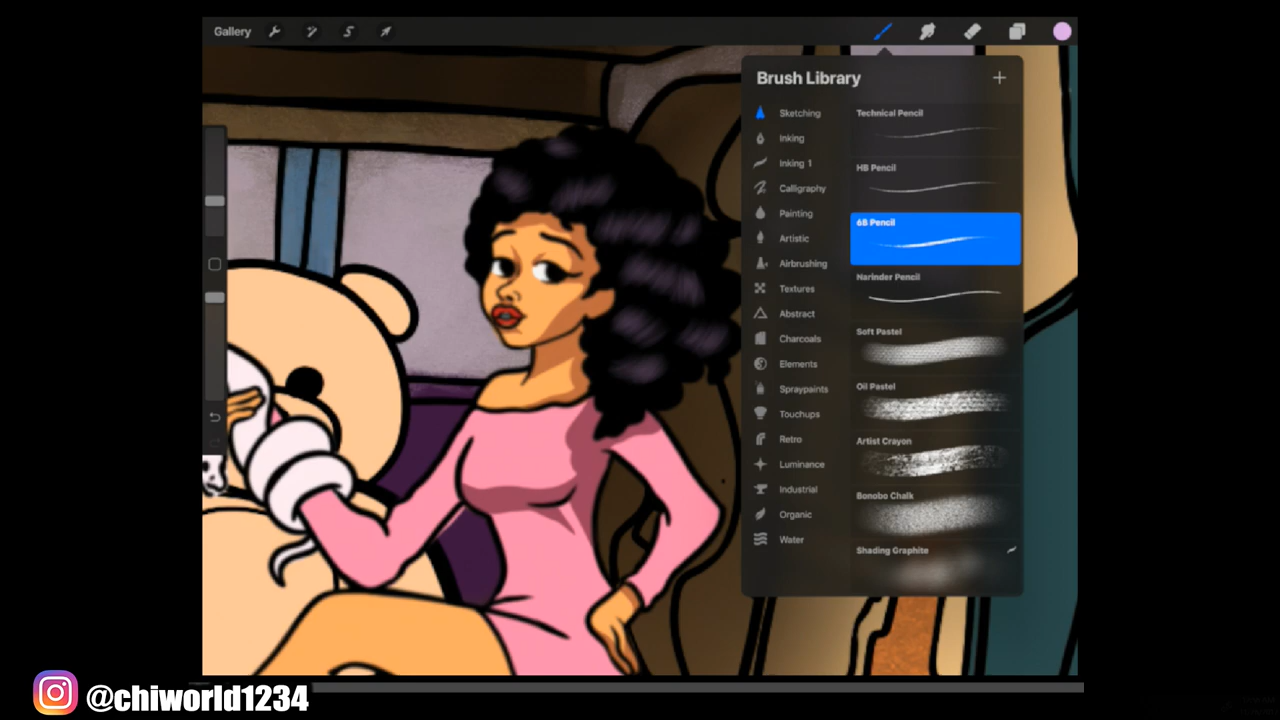 Gallery
Brush Library
Sketching
Inking
Inking 1
Calligraphy
Painting
Artistic
Airbrushing
Textures
Abstract
Charcoals
Elements
Spraypaints
Touchups
Retro
Luminance
Industrial
Organic
Water
Technical Pencil
HB Pencil
6B Pencil
Narinder Pencil
Soft Pastel
Oil Pastel
Artist Crayon
Bonobo Chalk
Shading Graphite
@chiworld1234